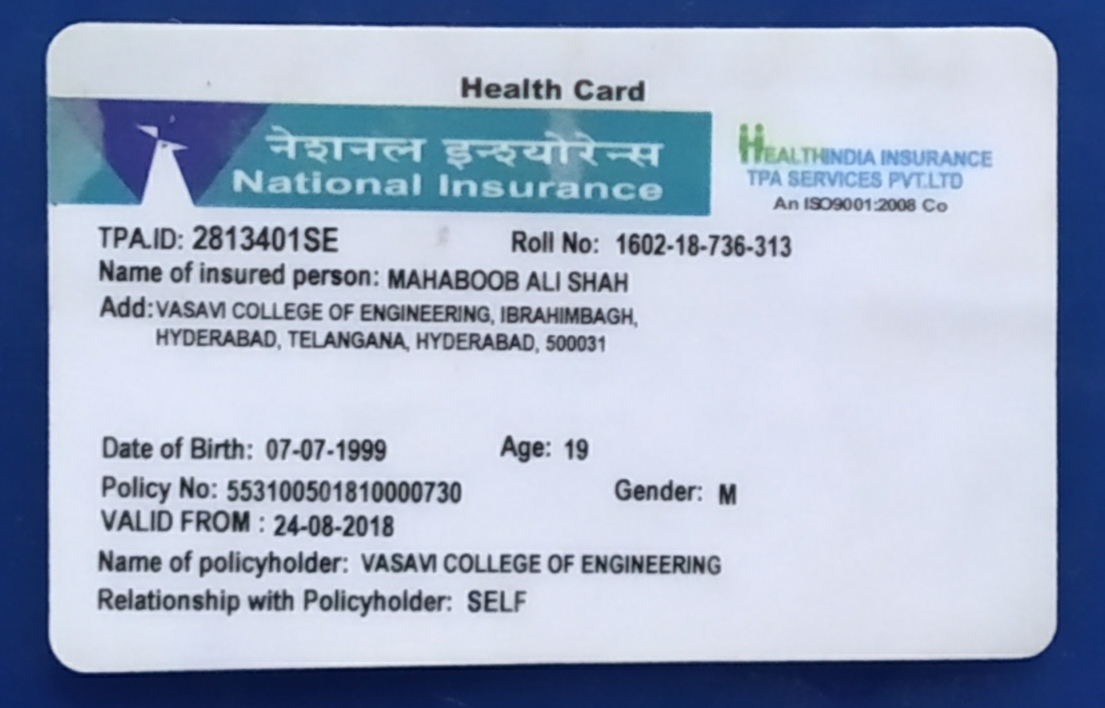 Health Card
नेशनल इन्श्योरेन्स
National Insurance
HEALTHINDIA INSURANCE
TPA SERVICES PVT.LTD
An ISO9001:2008 Co
TPA.ID: 2813401SE Roll No: 1602-18-736-313
Name of insured person: MAHABOOB ALI SHAH
Add: VASAVI COLLEGE OF ENGINEERING, IBRAHIMBAGH,
HYDERABAD, TELANGANA, HYDERABAD, 500031
Date of Birth: 07-07-1999 Age: 19
Policy No: 553100501810000730 Gender: M
VALID FROM : 24-08-2018
Name of policyholder: VASAVI COLLEGE OF ENGINEERING
Relationship with Policyholder: SELF